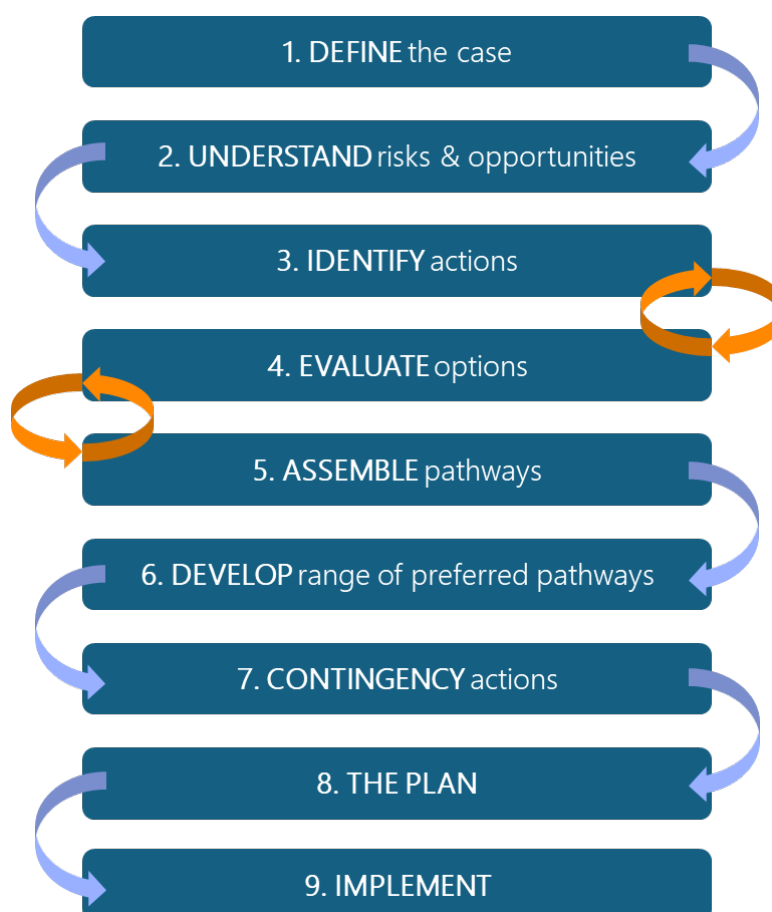 1. DEFINE the case
2. UNDERSTAND risks & opportunities
3. IDENTIFY actions
4. EVALUATE options
5. ASSEMBLE pathways
6. DEVELOP range of preferred pathways
7. CONTINGENCY actions
8. THE PLAN
9. IMPLEMENT